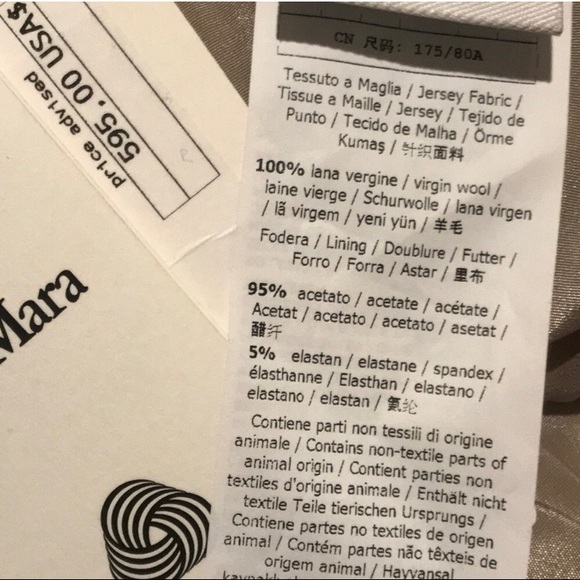 price advised
595.00 USA$
Mara
CN 尺码: 175/80A
Tessuto a Maglia / Jersey Fabric /
Tissue a Maille / Jersey / Tejido de
Punto / Tecido de Malha / Örme
Kumaş / 针织面料
100% lana vergine / virgin wool /
laine vierge / Schurwolle / lana virgen
/ lã virgem / yeni yün / 羊毛
Fodera / Lining / Doublure / Futter /
Forro / Forra / Astar / 里布
95% acetato / acetate / acétate /
Acetat / acetato / acetato / asetat /
醋纤
5% elastan / elastane / spandex /
élasthanne / Elasthan / elastano /
elastano / elastan / 氨纶
Contiene parti non tessili di origine
animale / Contains non-textile parts of
animal origin / Contient parties non
textiles d'origine animale / Enthält nicht
textile Teile tierischen Ursprungs /
Contiene partes no textiles de origen
animal / Contém partes não têxteis de
origem animal / Hayvansal